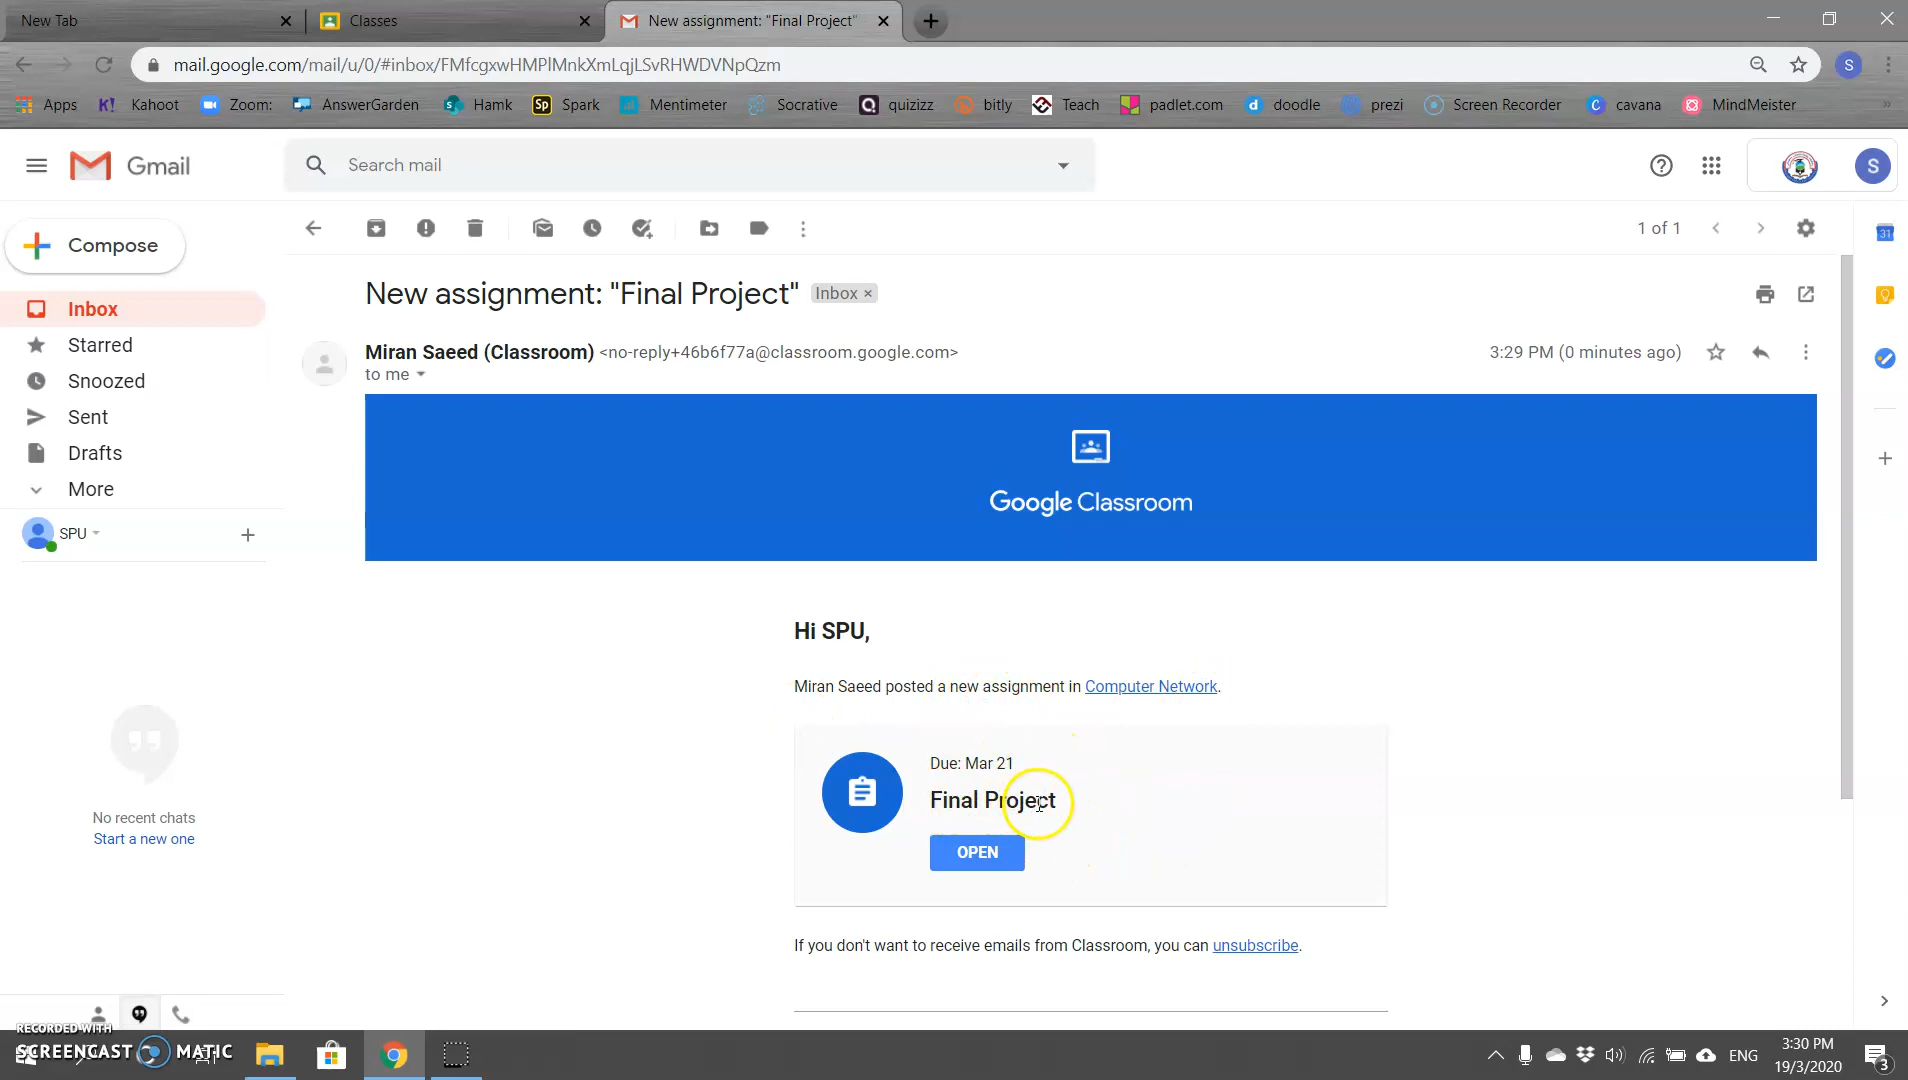 New Tab
Classes
New assignment: "Final Project"
mail.google.com/mail/u/0/#inbox/FMfcgxwHMPlMnkXmLqjLSvRHWDVNpQzm
S
Apps
Kahoot
Zoom:
AnswerGarden
Hamk
Spark
Mentimeter
Socrative
quizizz
bitly
Teach
padlet.com
doodle
prezi
Screen Recorder
cavana
MindMeister
Gmail
Search mail
S
Compose
1 of 1
Inbox
Starred
Snoozed
Sent
Drafts
More
SPU
No recent chats
Start a new one
New assignment: "Final Project" Inbox
Miran Saeed (Classroom) <no-reply+46b6f77a@classroom.google.com>
3:29 PM (0 minutes ago)
to me
Google Classroom
Hi SPU,
Miran Saeed posted a new assignment in Computer Network.
Due: Mar 21
Final Project
OPEN
If you don't want to receive emails from Classroom, you can unsubscribe.
31
RECORDED WITH
SCREENCAST MATIC
ENG
3:30 PM
19/3/2020
3